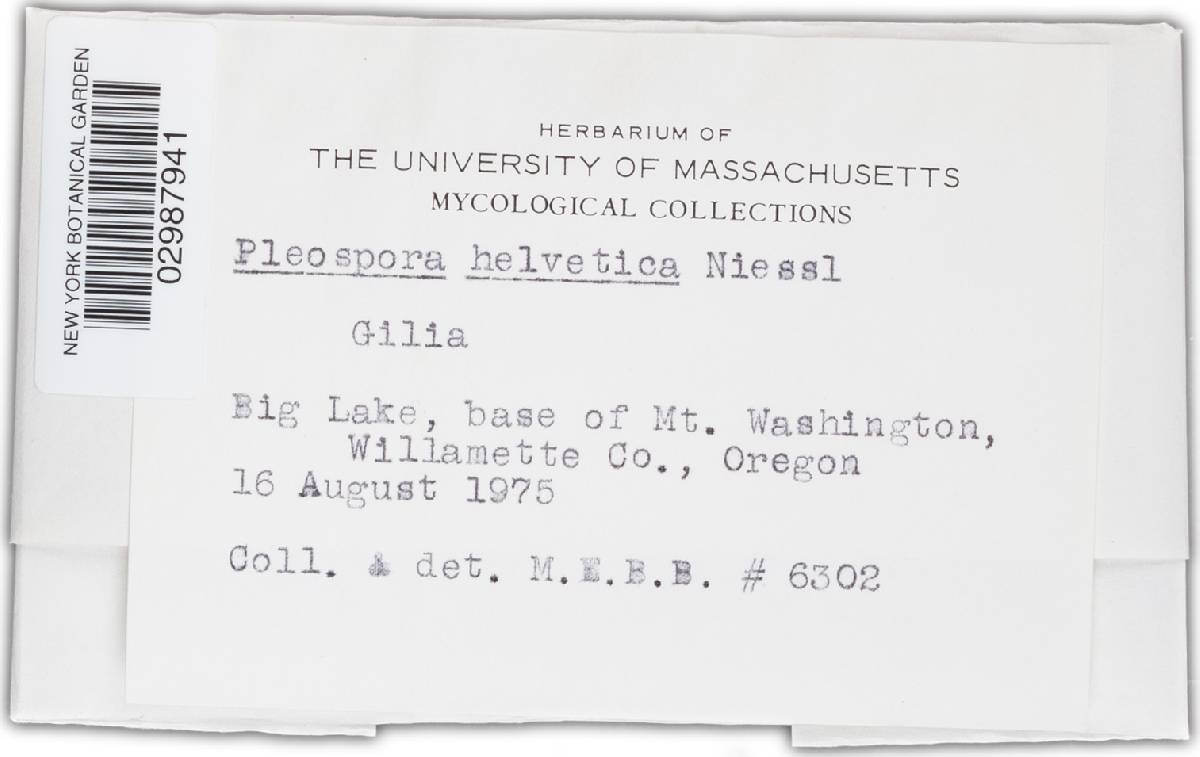 NEW YORK BOTANICAL GARDEN
02987941
HERBARIUM OF
THE UNIVERSITY OF MASSACHUSETTS
MYCOLOGICAL COLLECTIONS
Pleospora helvetica Niessl
Gilia
Big Lake, base of Mt. Washington,
Willamette Co., Oregon
16 August 1975
Coll. & det. M.E.B.B. # 6302